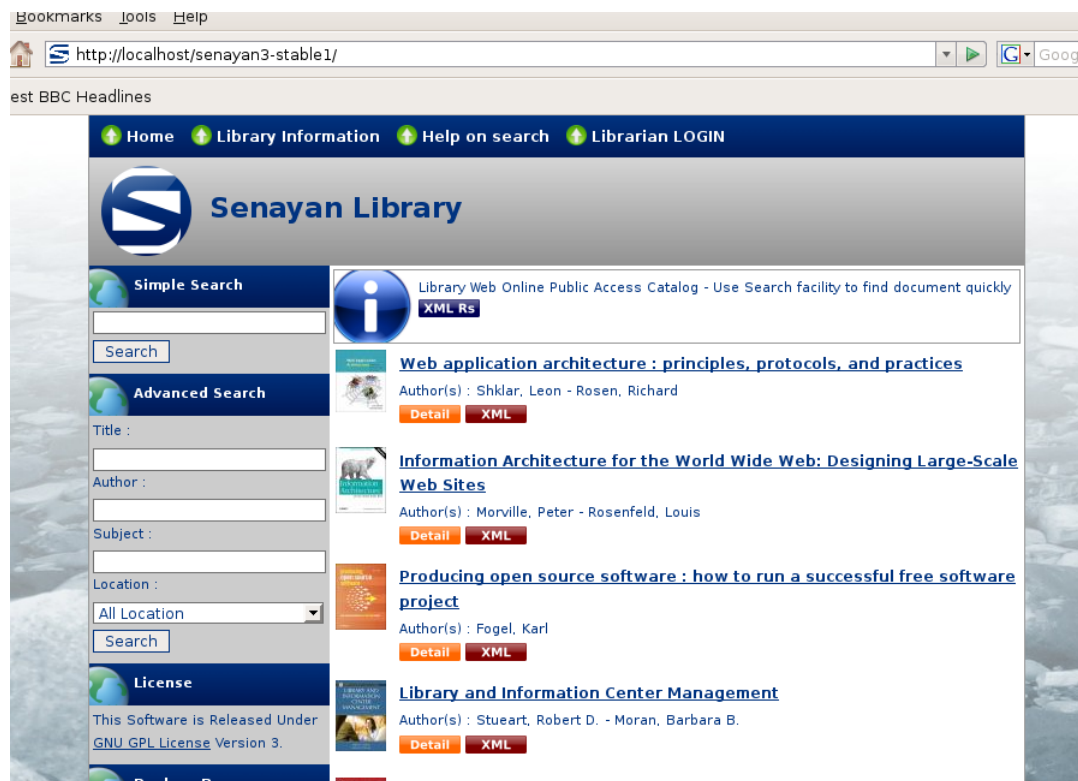 Bookmarks Tools Help
http://localhost/senayan3-stable1/
G
Goog
est BBC Headlines
Home Library Information Help on search Librarian LOGIN
Senayan Library
Simple Search
Search
Advanced Search
Title :
Author :
Subject :
Location :
All Location
Search
License
This Software is Released Under
GNU GPL License Version 3.
Library Web Online Public Access Catalog - Use Search facility to find document quickly
XML Rs
Web application architecture : principles, protocols, and practices
Author(s) : Shklar, Leon - Rosen, Richard
Detail XML
Information Architecture for the World Wide Web: Designing Large-Scale
Web Sites
Author(s) : Morville, Peter - Rosenfeld, Louis
Detail XML
Producing open source software : how to run a successful free software
project
Author(s) : Fogel, Karl
Detail XML
Library and Information Center Management
Author(s) : Stueart, Robert D. - Moran, Barbara B.
Detail XML